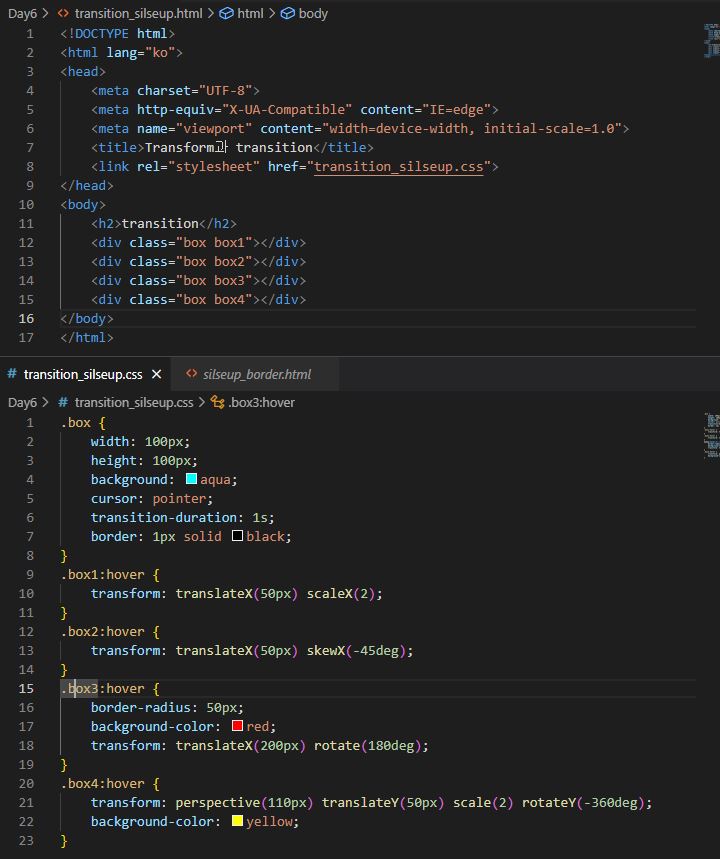 Day6 > <> transition_silseup.html > html > body
1 <!DOCTYPE html>
2 <html lang="ko">
3 <head>
4     <meta charset="UTF-8">
5     <meta http-equiv="X-UA-Compatible" content="IE=edge">
6     <meta name="viewport" content="width=device-width, initial-scale=1.0">
7     <title>Transform과 transition</title>
8     <link rel="stylesheet" href="transition_silseup.css">
9 </head>
10 <body>
11     <h2>transition</h2>
12     <div class="box box1"></div>
13     <div class="box box2"></div>
14     <div class="box box3"></div>
15     <div class="box box4"></div>
16 </body>
17 </html>
# transition_silseup.css × <> silseup_border.html
Day6 > # transition_silseup.css > .box3:hover
1 .box {
2     width: 100px;
3     height: 100px;
4     background: aqua;
5     cursor: pointer;
6     transition-duration: 1s;
7     border: 1px solid black;
8 }
9 .box1:hover {
10     transform: translateX(50px) scaleX(2);
11 }
12 .box2:hover {
13     transform: translateX(50px) skewX(-45deg);
14 }
15 .box3:hover {
16     border-radius: 50px;
17     background-color: red;
18     transform: translateX(200px) rotate(180deg);
19 }
20 .box4:hover {
21     transform: perspective(110px) translateY(50px) scale(2) rotateY(-360deg);
22     background-color: yellow;
23 }